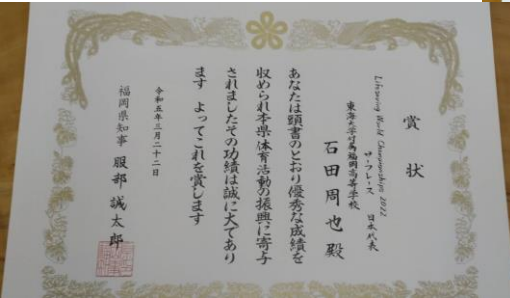 賞状
Lifesaving World Championships 2022
サーフレース 日本代表
東海大学付属福岡高等学校
石田周也殿
あなたは頭書のとおり優秀な成績を
収められ本県体育活動の振興に寄与
されましたその功績は誠に大であり
ます よってこれを賞します
令和五年三月二十二日
福岡県知事 服部誠太郎